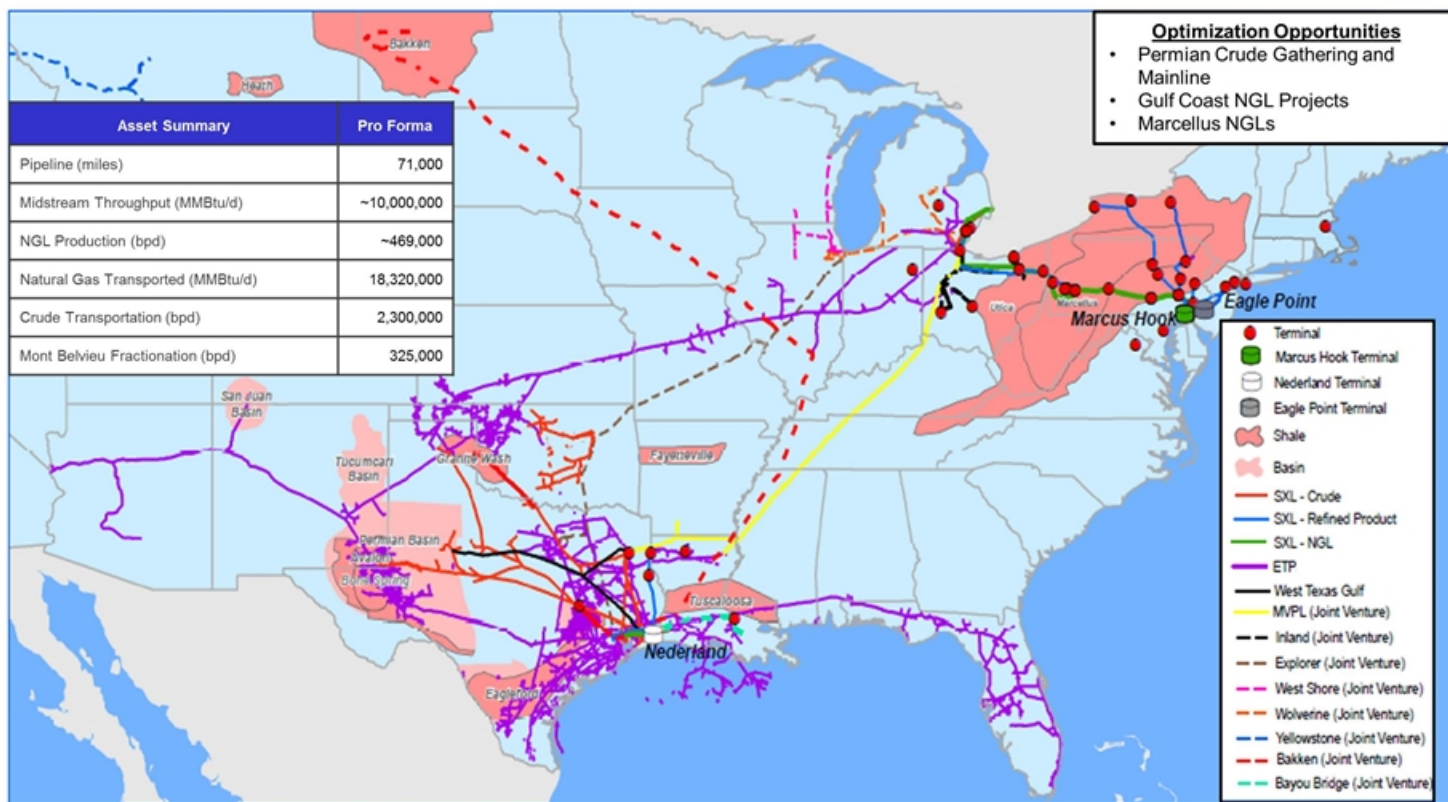 Optimization Opportunities
• Permian Crude Gathering and
Mainline
• Gulf Coast NGL Projects
• Marcellus NGLs
Asset Summary Pro Forma
Pipeline (miles) 71,000
Midstream Throughput (MMBtu/d) ~10,000,000
NGL Production (bpd) ~469,000
Natural Gas Transported (MMBtu/d) 18,320,000
Crude Transportation (bpd) 2,300,000
Mont Belvieu Fractionation (bpd) 325,000
Bakken
Heath
Utica
Marcellus
Marcus Hook
Eagle Point
San Juan
Basin
Tucumcari
Basin
Granite Wash
Fayetteville
Permian Basin
Avalon
Bone Spring
Tuscaloosa
Nederland
Eagleford
Terminal
Marcus Hook Terminal
Nederland Terminal
Eagle Point Terminal
Shale
Basin
SXL - Crude
SXL - Refined Product
SXL - NGL
ETP
West Texas Gulf
MVPL (Joint Venture)
Inland (Joint Venture)
Explorer (Joint Venture)
West Shore (Joint Venture)
Wolverine (Joint Venture)
Yellowstone (Joint Venture)
Bakken (Joint Venture)
Bayou Bridge (Joint Venture)